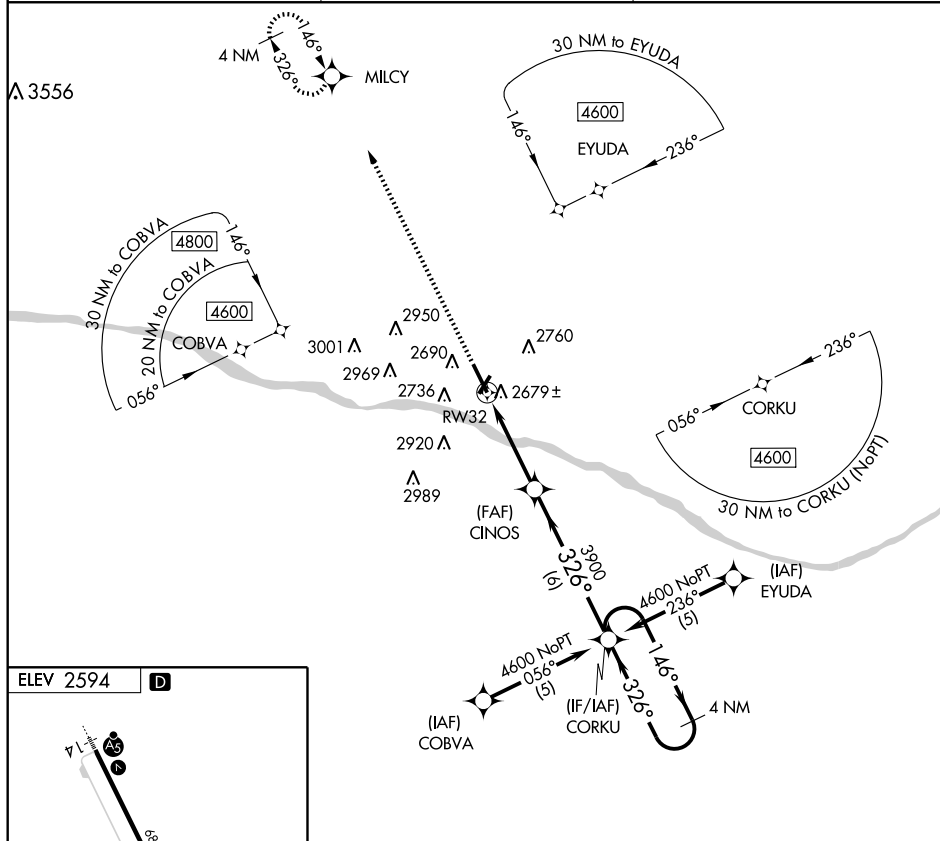 4 NM
146°
326°
MILCY
3556
30 NM to EYUDA
4600
EYUDA
146°
236°
30 NM to COBVA
4800
146°
20 NM to COBVA
4600
COBVA
056°
2950
3001
2690
2760
2969
2736
2679 ±
RW32
2920
2989
236°
056°
CORKU
4600
30 NM to CORKU (NoPT)
(FAF)
CINOS
3900
326°
(6)
4600 NoPT
236°
(5)
(IAF)
EYUDA
4600 NoPT
056°
(5)
146°
326°
4 NM
(IF/IAF)
CORKU
(IAF)
COBVA
ELEV 2594
D
14
A5